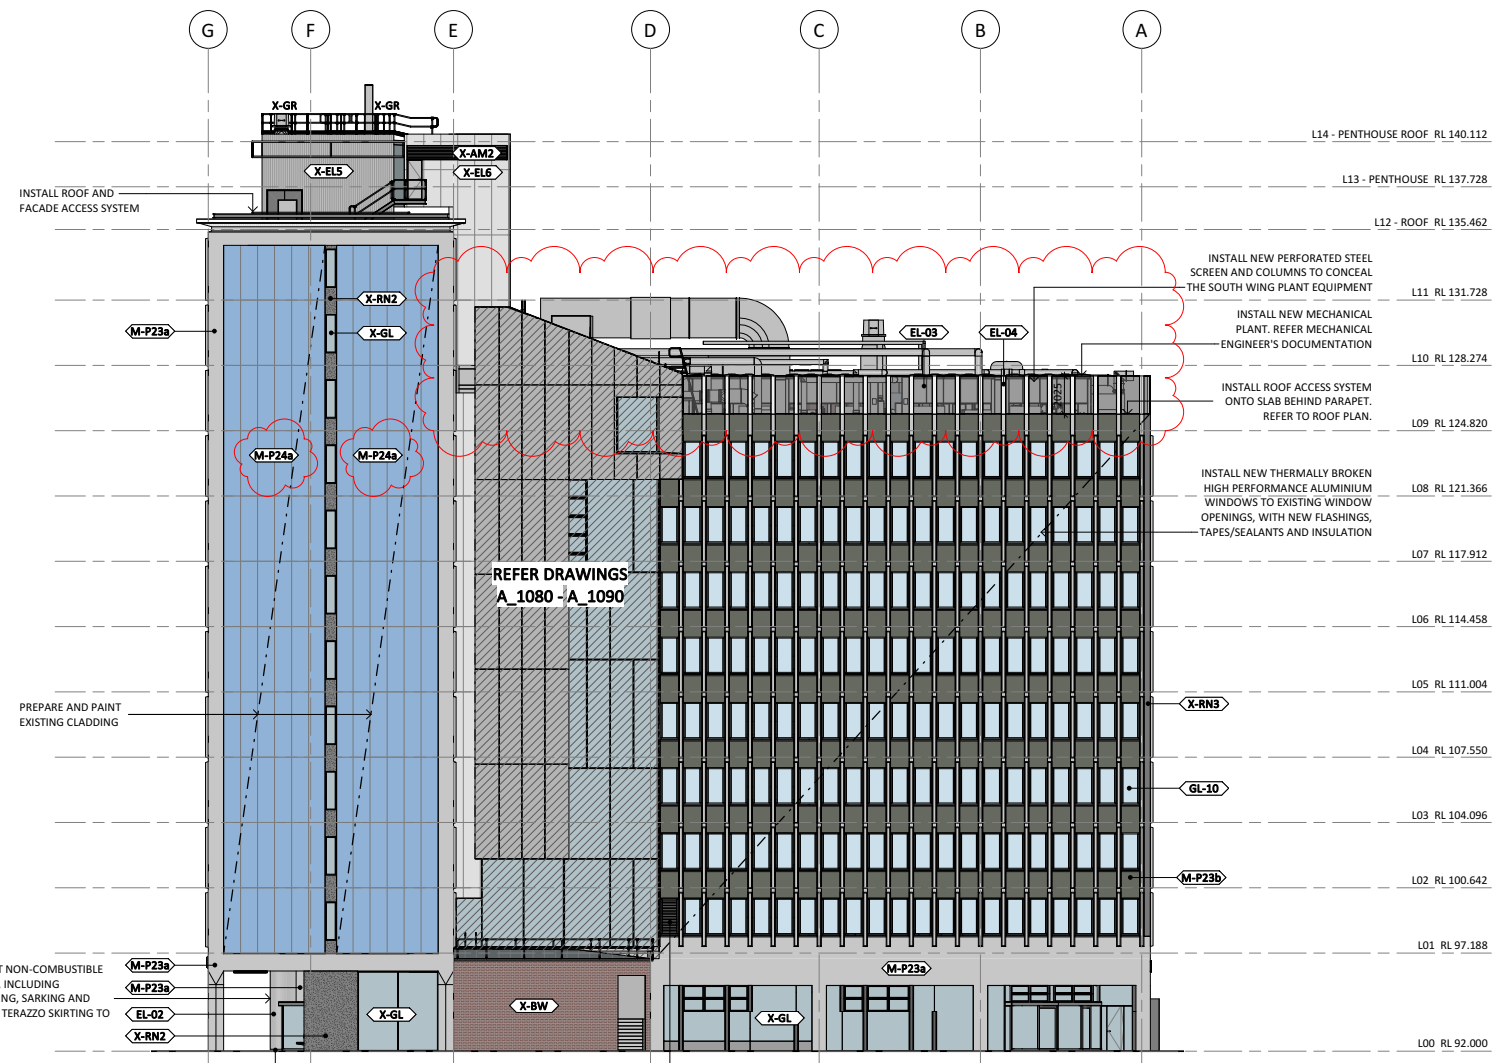 G F E D C B A
X-GR X-GR
L14 - PENTHOUSE ROOF RL 140.112
X-AM2
X-EL5
X-EL6
L13 - PENTHOUSE RL 137.728
INSTALL ROOF AND
FACADE ACCESS SYSTEM
L12 - ROOF RL 135.462
INSTALL NEW PERFORATED STEEL
SCREEN AND COLUMNS TO CONCEAL
THE SOUTH WING PLANT EQUIPMENT
L11 RL 131.728
X-RN2
M-P23a
X-GL
EL-03
EL-04
INSTALL NEW MECHANICAL
PLANT. REFER MECHANICAL
ENGINEER'S DOCUMENTATION
L10 RL 128.274
2025
INSTALL ROOF ACCESS SYSTEM
ONTO SLAB BEHIND PARAPET.
REFER TO ROOF PLAN.
L09 RL 124.820
M-P24a
M-P24a
INSTALL NEW THERMALLY BROKEN
HIGH PERFORMANCE ALUMINIUM
WINDOWS TO EXISTING WINDOW
OPENINGS, WITH NEW FLASHINGS,
TAPES/SEALANTS AND INSULATION
L08 RL 121.366
L07 RL 117.912
REFER DRAWINGS
A_1080 - A_1090
L06 RL 114.458
L05 RL 111.004
PREPARE AND PAINT
EXISTING CLADDING
X-RN3
L04 RL 107.550
GL-10
L03 RL 104.096
M-P23b
L02 RL 100.642
L01 RL 97.188
M-P23a
M-P23a
NON-COMBUSTIBLE
INCLUDING
SARKING AND
TERAZZO SKIRTING TO
M-P23a
EL-02
X-RN2
X-GL
X-BW
X-GL
L00 RL 92.000